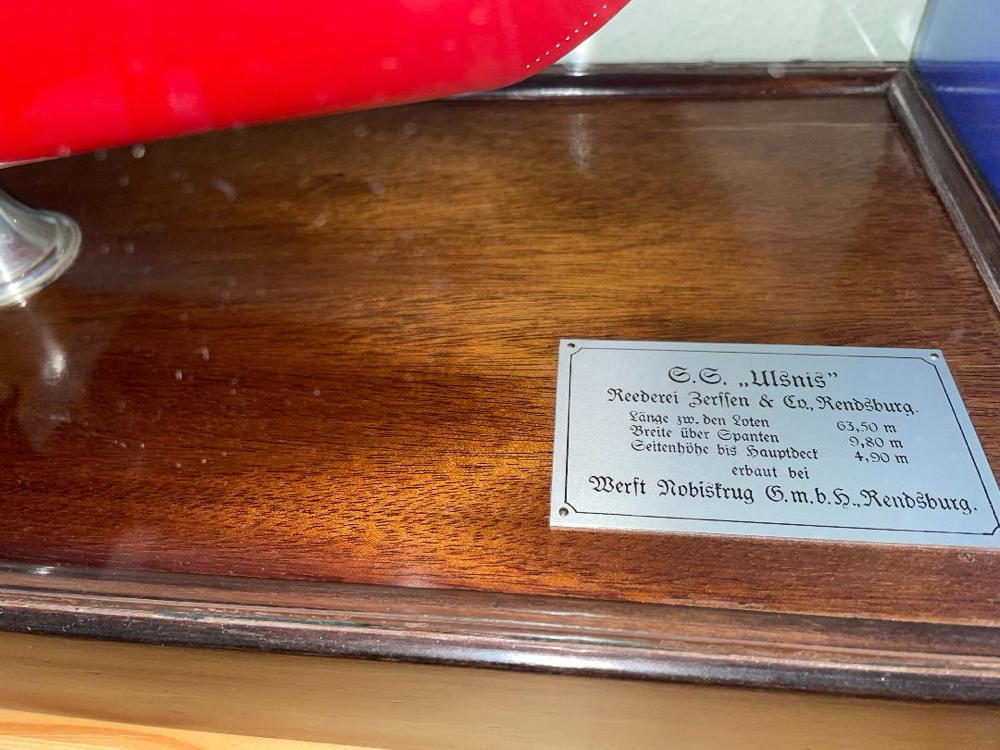 S.S. „Ulsnis”
Reederei Zerssen & Co., Rendsburg.
Länge zw. den Loten 63,50 m
Breite über Spanten 9,80 m
Seitenhöhe bis Hauptdeck 4,90 m
erbaut bei
Werft Nobiskrug G.m.b.H., Rendsburg.